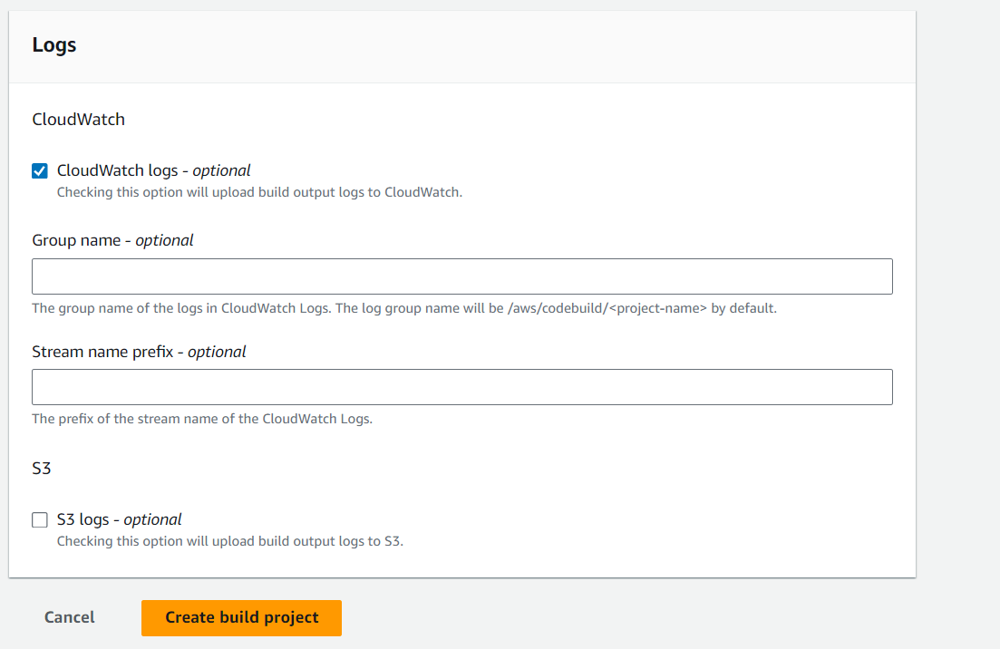 Logs
CloudWatch
CloudWatch logs - optional
Checking this option will upload build output logs to CloudWatch.
Group name - optional
The group name of the logs in CloudWatch Logs. The log group name will be /aws/codebuild/<project-name> by default.
Stream name prefix - optional
The prefix of the stream name of the CloudWatch Logs.
S3
S3 logs - optional
Checking this option will upload build output logs to S3.
Cancel Create build project